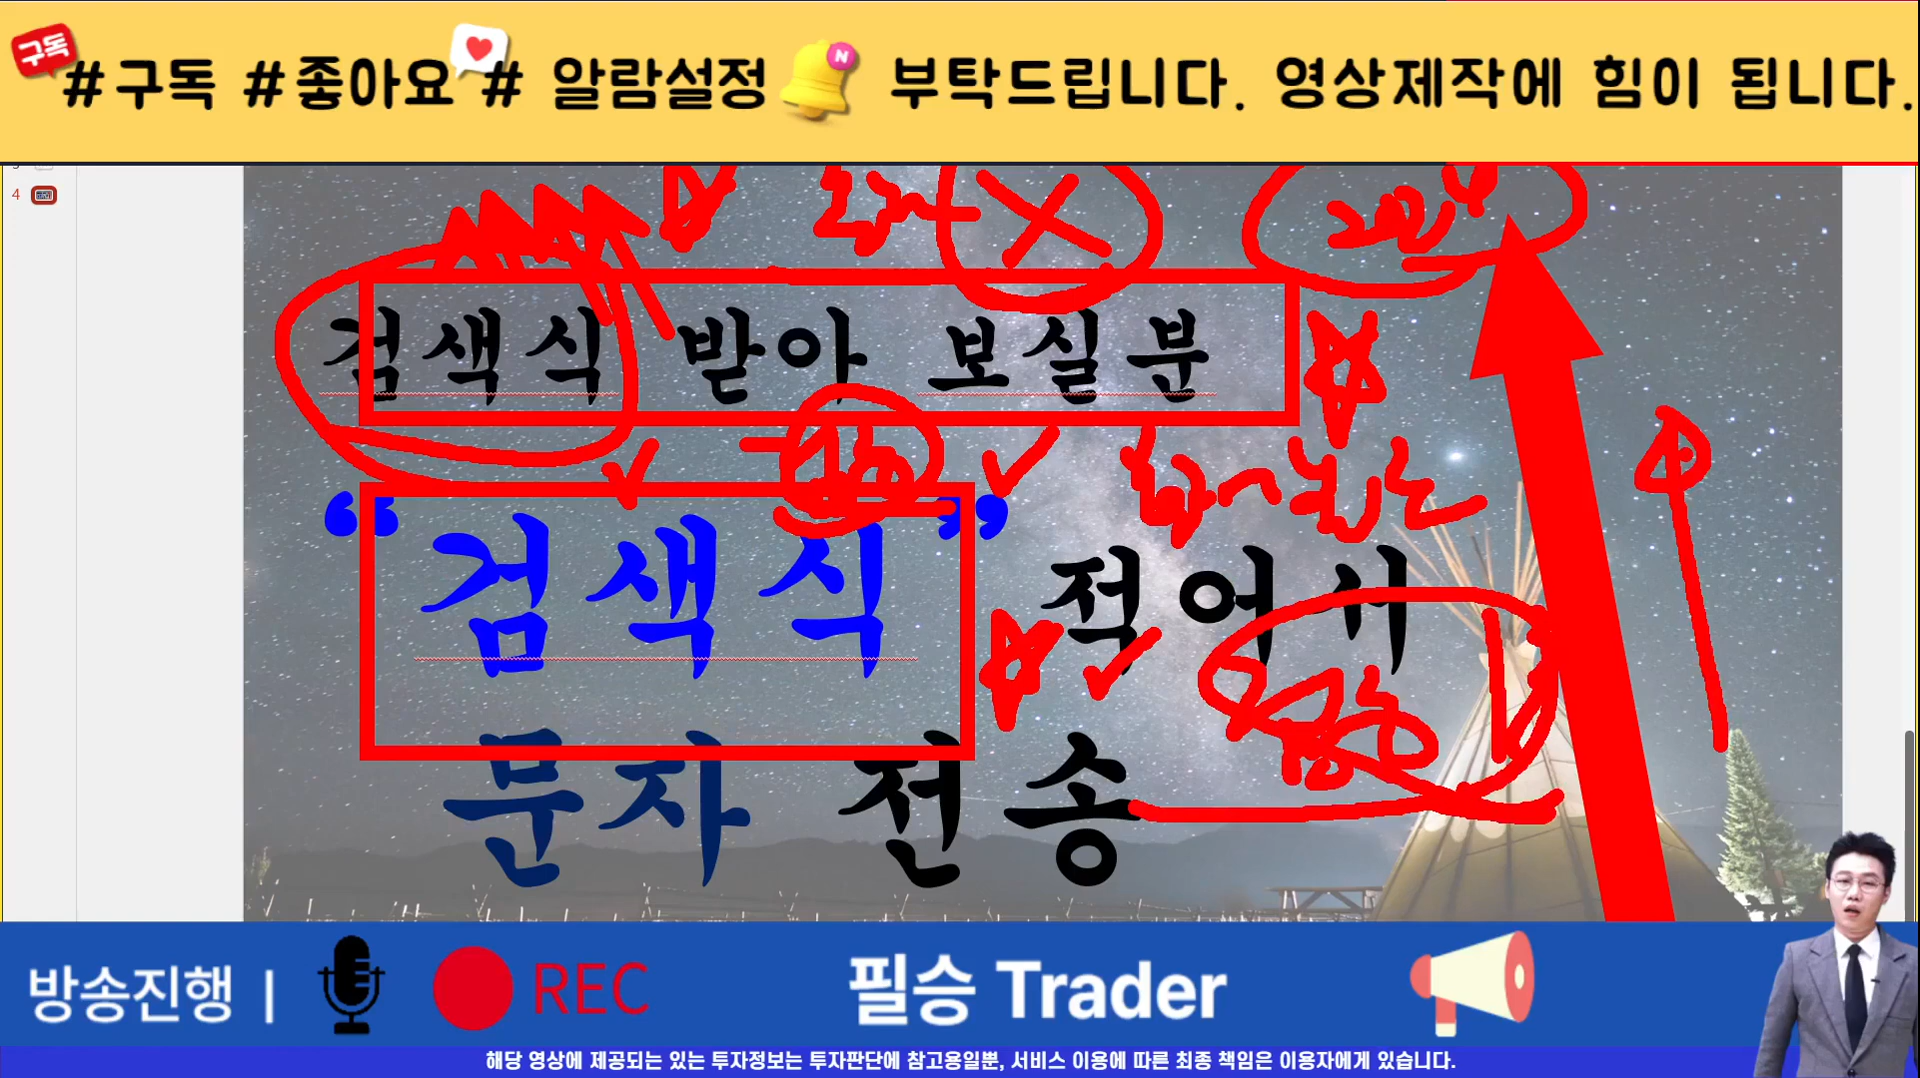 구독
#구독 #좋아요 # 알람설정 N 부탁드립니다. 영상제작에 힘이 됩니다.
4
검색식 받아 보실분
“검색식” 적어서
문자 전송
방송진행 | REC 필승 Trader
해당 영상에 제공되는 있는 투자정보는 투자판단에 참고용일뿐, 서비스 이용에 따른 최종 책임은 이용자에게 있습니다.